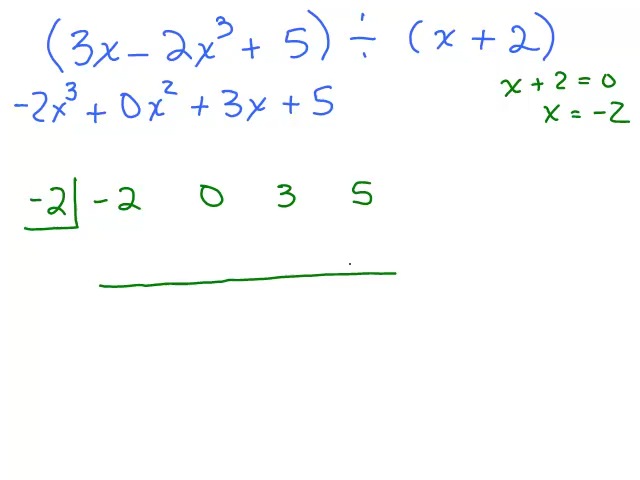 (3x - 2x³ + 5) ÷ (x + 2)
x + 2 = 0
-2x³ + 0x² + 3x + 5
x = -2
-2| -2 0 3 5